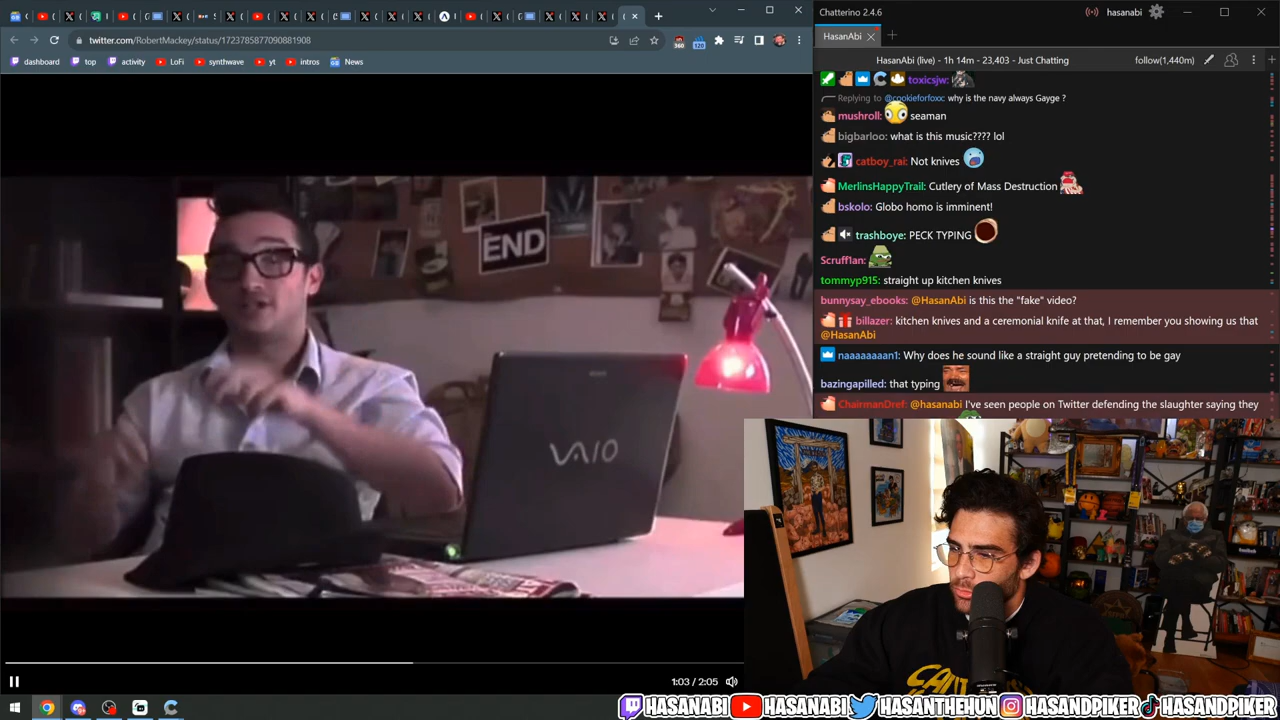 Chatterino 2.4.6
hasanabi
twitter.com/RobertMackey/status/1723785877090881908
360
120
HasanAbi
dashboard
top
activity
LoFi
synthwave
yt
intros
News
HasanAbi (live) - 1h 14m - 23,403 - Just Chatting
follow(1,440m)
toxicsjw:
Replying to @cookieforfoxx: why is the navy always Gayge ?
mushroll: seaman
bigbarloo: what is this music???? lol
catboy_rai: Not knives
MerlinsHappyTrail: Cutlery of Mass Destruction
bskolo: Globo homo is imminent!
trashboye: PECK TYPING
Scruff1an:
tommyp915: straight up kitchen knives
bunnysay_ebooks: @HasanAbi is this the "fake" video?
billazer: kitchen knives and a ceremonial knife at that, I remember you showing us that
@HasanAbi
naaaaaaaan1: Why does he sound like a straight guy pretending to be gay
bazingapilled: that typing
ChairmanDref: @hasanabi I've seen people on Twitter defending the slaughter saying they
END
VAIO
1:03 / 2:05
HASANABI
HASANABI
HASANTHEHUN
HASANDPIKER
HASANDPIKER